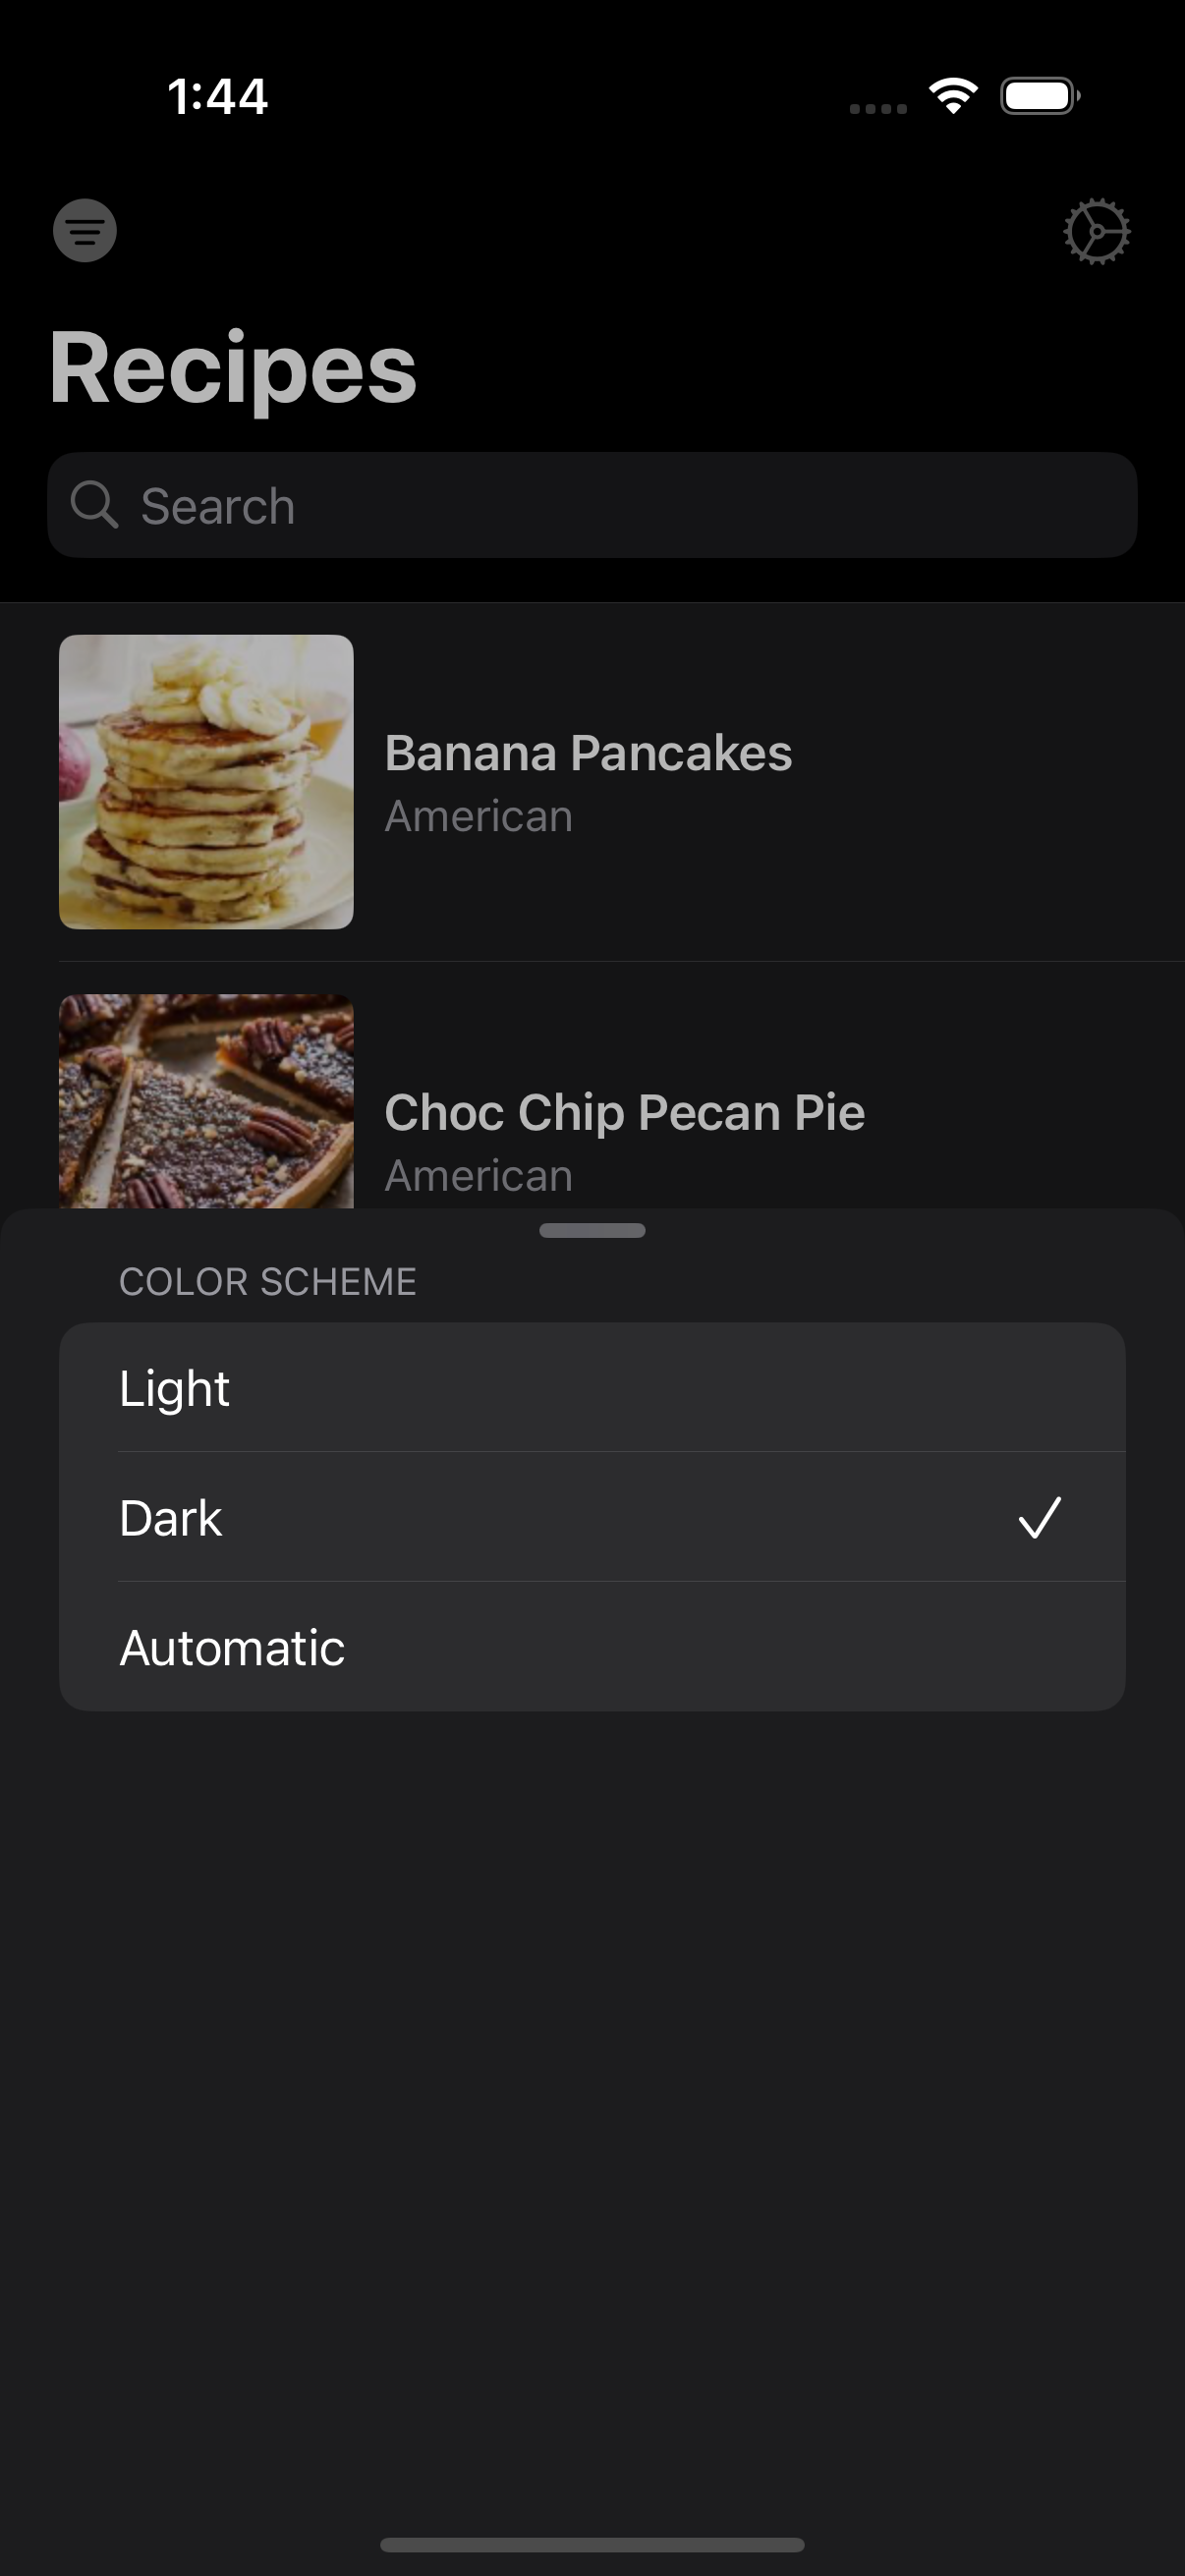 1:44
Recipes
Search
Banana Pancakes
American
Choc Chip Pecan Pie
American
COLOR SCHEME
Light
Dark
Automatic